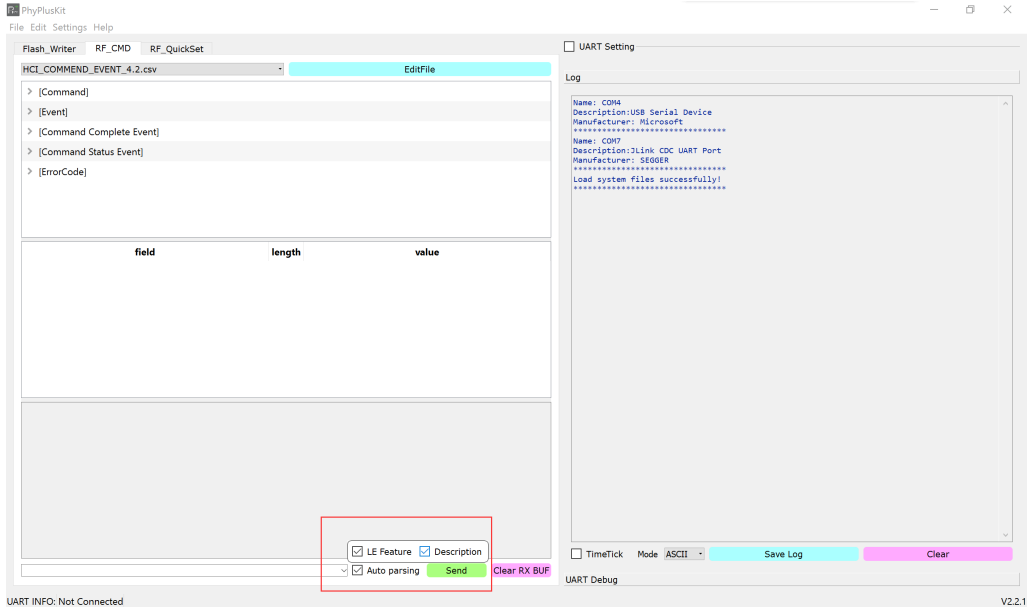 PhyPlusKit
File Edit Settings Help
Flash_Writer RF_CMD RF_QuickSet
HCI_COMMEND_EVENT_4.2.csv EditFile
[Command]
[Event]
[Command Complete Event]
[Command Status Event]
[ErrorCode]
field length value
LE Feature Description
Auto parsing Send Clear RX BUF
UART Setting
Log
Name: COM4
Description:USB Serial Device
Manufacturer: Microsoft
********************************
Name: COM7
Description:JLink CDC UART Port
Manufacturer: SEGGER
********************************
Load system files successfully!
********************************
TimeTick Mode ASCII Save Log Clear
UART Debug
UART INFO: Not Connected V2.2.1